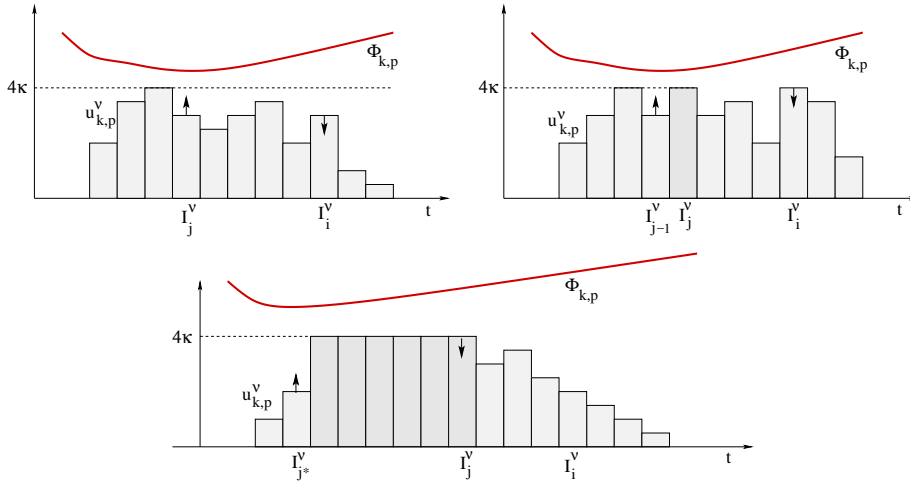 Φ_{k,p}
4κ
u^ν_{k,p}
I^ν_j
I^ν_i
t
Φ_{k,p}
4κ
u^ν_{k,p}
I^ν_{j−1}
I^ν_j
I^ν_i
t
Φ_{k,p}
4κ
u^ν_{k,p}
I^ν_{j*}
I^ν_j
I^ν_i
t